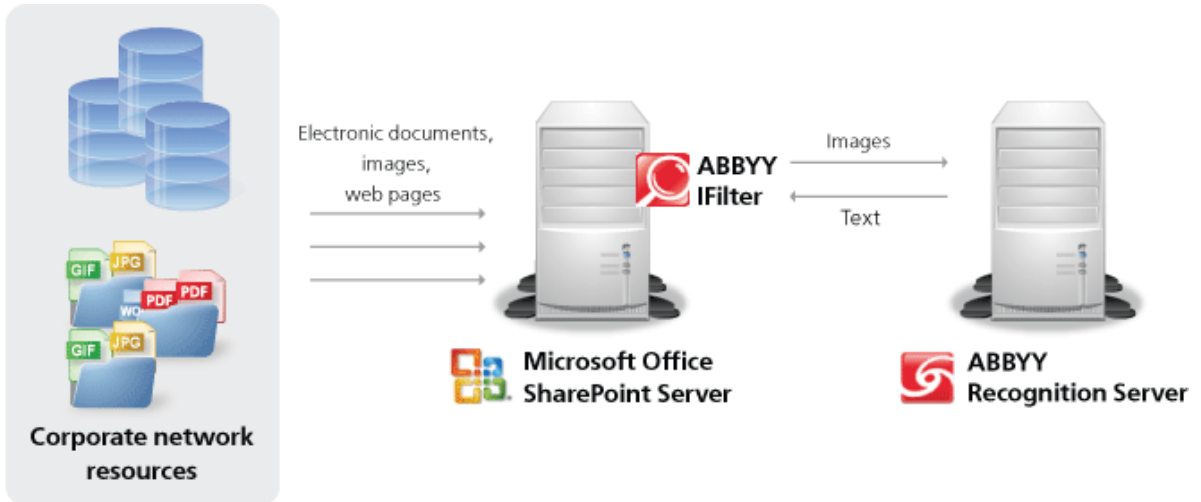 Electronic documents,
images,
web pages
ABBYY
IFilter
Images
Text
GIF
JPG
PDF
PDF
GIF
JPG
Microsoft Office
SharePoint Server
ABBYY
Recognition Server
Corporate network
resources